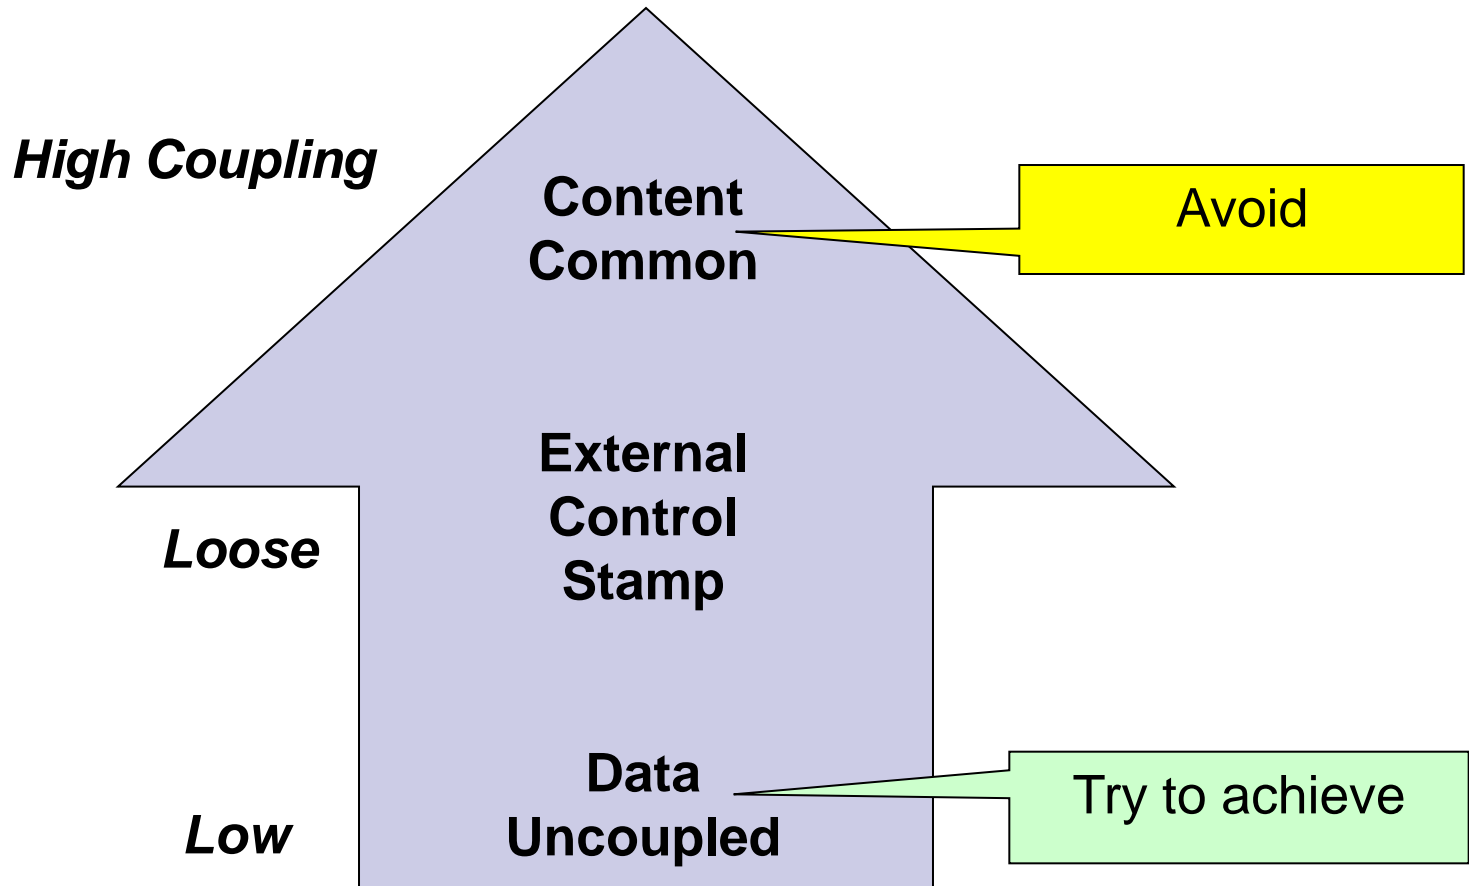 High Coupling
Content
Common
Avoid
External
Control
Stamp
Loose
Data
Uncoupled
Try to achieve
Low